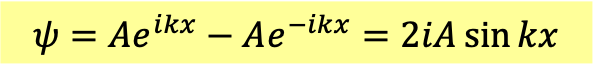 ψ = Ae^{ikx} − Ae^{−ikx} = 2iA sin kx